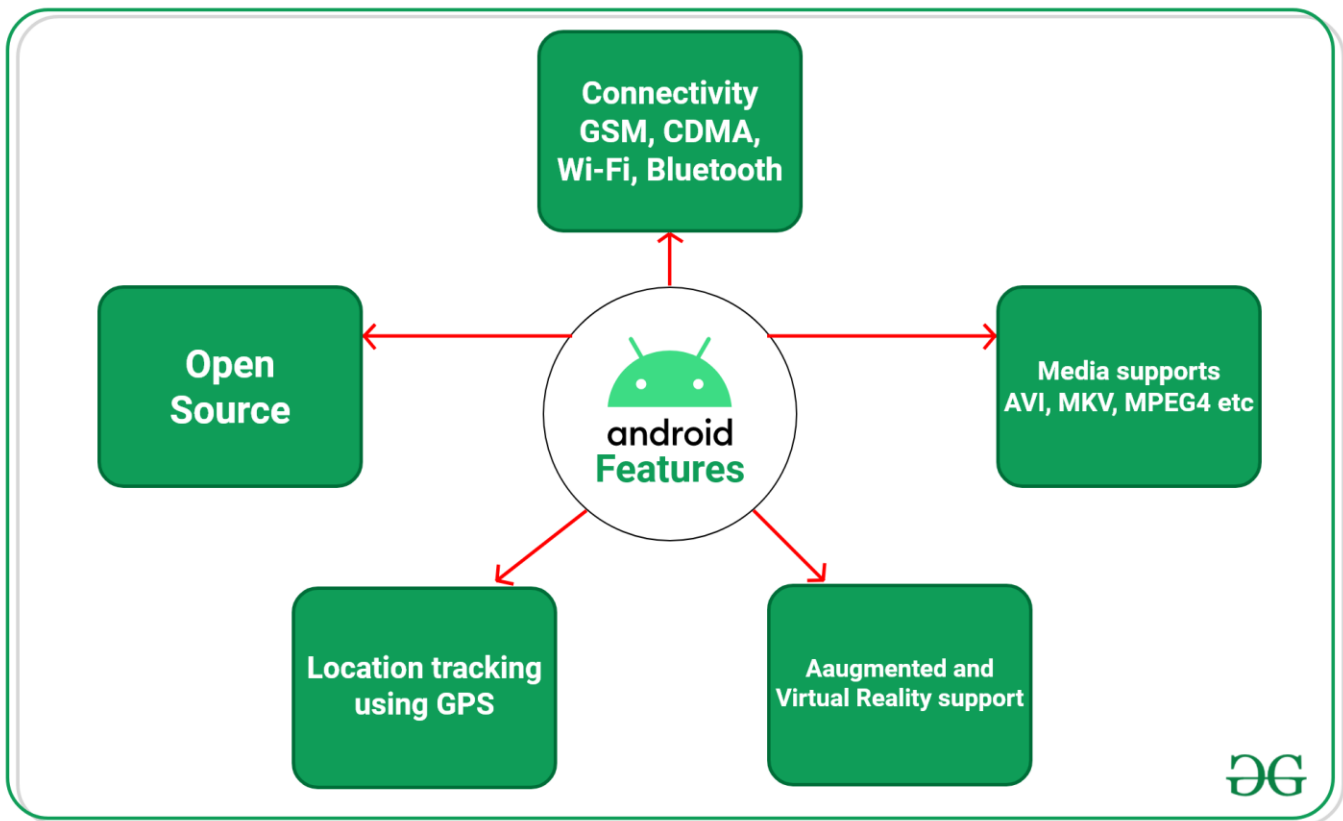 Connectivity
GSM, CDMA,
Wi-Fi, Bluetooth
Open
Source
Media supports
AVI, MKV, MPEG4 etc
android
Features
Location tracking
using GPS
Aaugmented and
Virtual Reality support